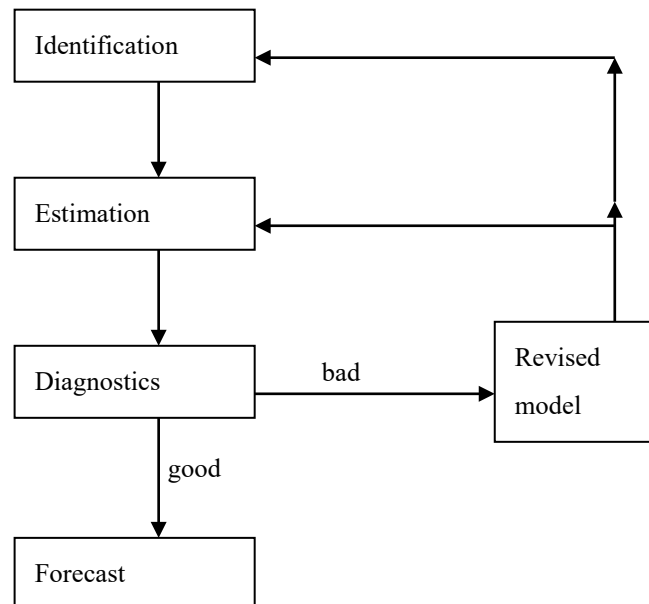 Identification
Estimation
Diagnostics
bad
Revised
model
good
Forecast